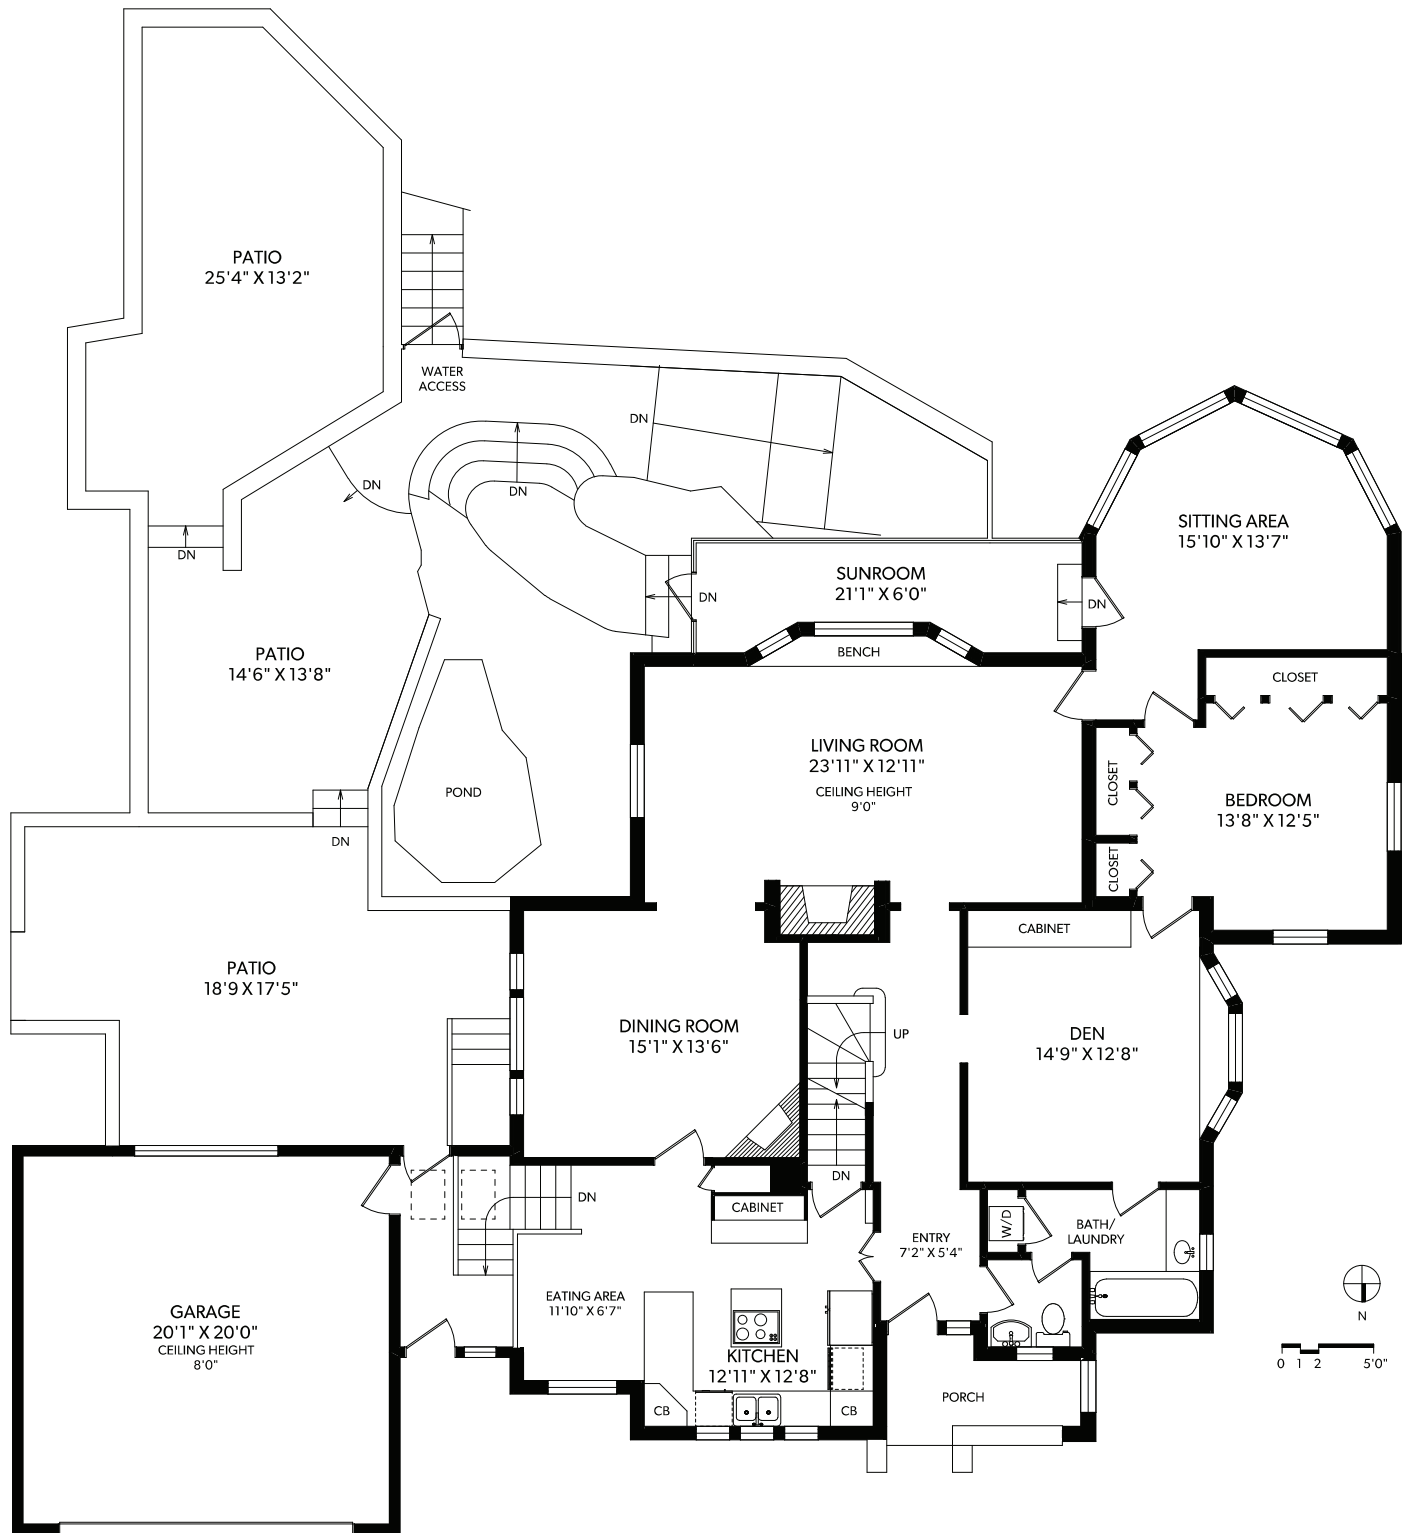 PATIO
25'4" X 13'2"
WATER
ACCESS
DN
DN
DN
DN
SITTING AREA
15'10" X 13'7"
SUNROOM
21'1" X 6'0"
DN
DN
BENCH
PATIO
14'6" X 13'8"
CLOSET
LIVING ROOM
23'11" X 12'11"
CEILING HEIGHT
9'0"
CLOSET
BEDROOM
13'8" X 12'5"
POND
DN
CLOSET
CABINET
PATIO
18'9 X 17'5"
DINING ROOM
15'1" X 13'6"
UP
DEN
14'9" X 12'8"
DN
DN
CABINET
W/D
BATH/
LAUNDRY
ENTRY
7'2" X 5'4"
EATING AREA
11'10" X 6'7"
GARAGE
20'1" X 20'0"
CEILING HEIGHT
8'0"
KITCHEN
12'11" X 12'8"
N
0 1 2 5'0"
PORCH
CB
CB